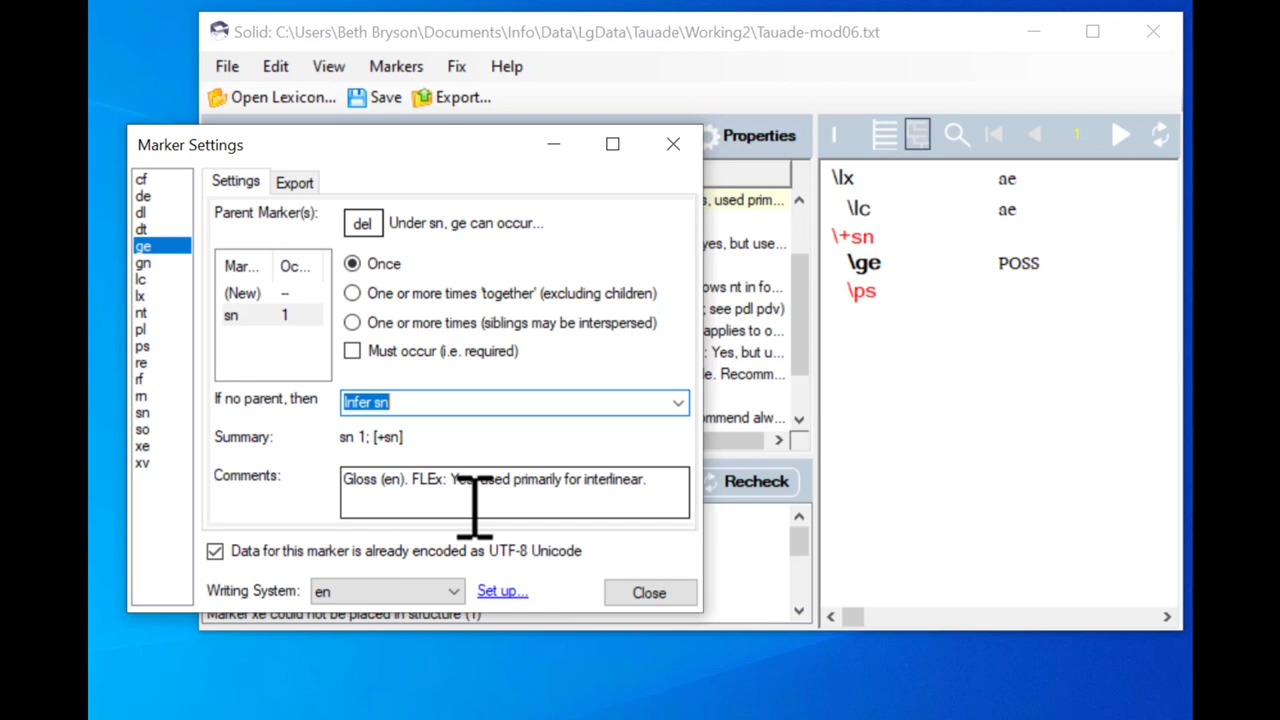 Solid: C:\Users\Beth Bryson\Documents\Info\Data\LgData\Tauade\Working2\Tauade-mod06.txt
File Edit View Markers Fix Help
Open Lexicon... Save Export...
Marker Settings
Properties
1
cf
de
dl
dt
ge
gn
lc
lx
nt
pl
ps
re
rf
rn
sn
so
xe
xv
Settings Export
Parent Marker(s):
del Under sn, ge can occur...
Mar... Oc...
(New) --
sn 1
Once
One or more times 'together' (excluding children)
One or more times (siblings may be interspersed)
Must occur (i.e. required)
If no parent, then Infer sn
Summary: sn 1; [+sn]
Comments: Gloss (en). FLEx: used primarily for interlinear.
Data for this marker is already encoded as UTF-8 Unicode
Writing System: en Set up... Close
s, used prim...
yes, but use...
ows nt in fo...
; see pdl pdv)
applies to o...
: Yes, but u...
le. Recomm...
ommend alw...
Recheck
Marker xe could not be placed in structure (1)
\lx ae
\lc ae
\+sn
\ge POSS
\ps